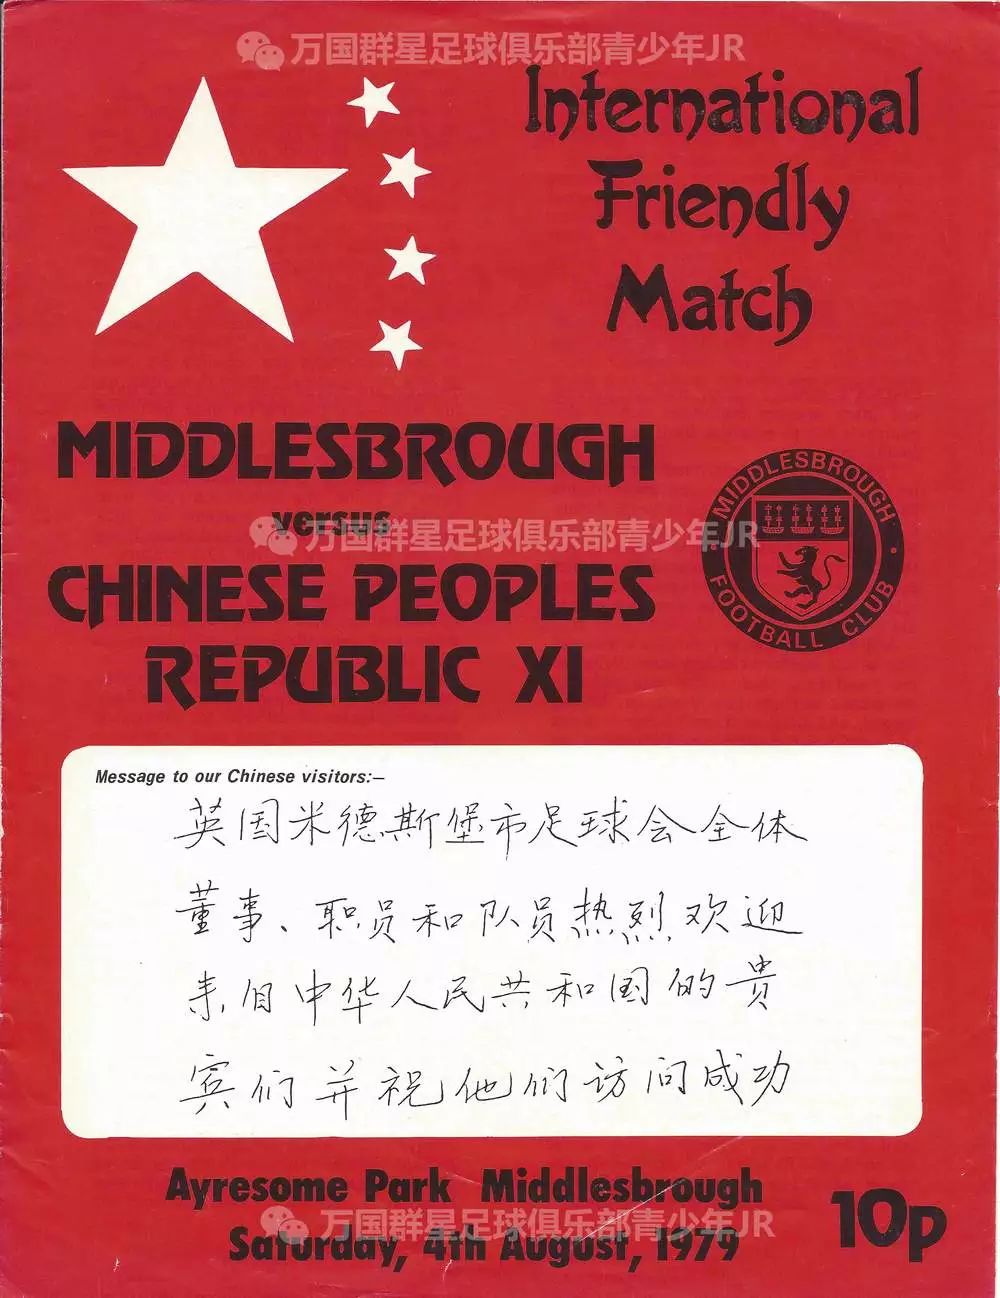 万国群星足球俱乐部青少年JR
International
Friendly
Match
MIDDLESBROUGH
versus
万国群星足球俱乐部青少年JR
CHINESE PEOPLES
REPUBLIC XI
MIDDLESBROUGH
FOOTBALL CLUB
Message to our Chinese visitors:—
英国米德斯堡市足球会全体
董事、职员和队员热烈欢迎
来自中华人民共和国的贵
宾们并祝他们访问成功
Ayresome Park Middlesbrough
万国群星足球俱乐部青少年JR
Saturday, 4th August, 1979
10p